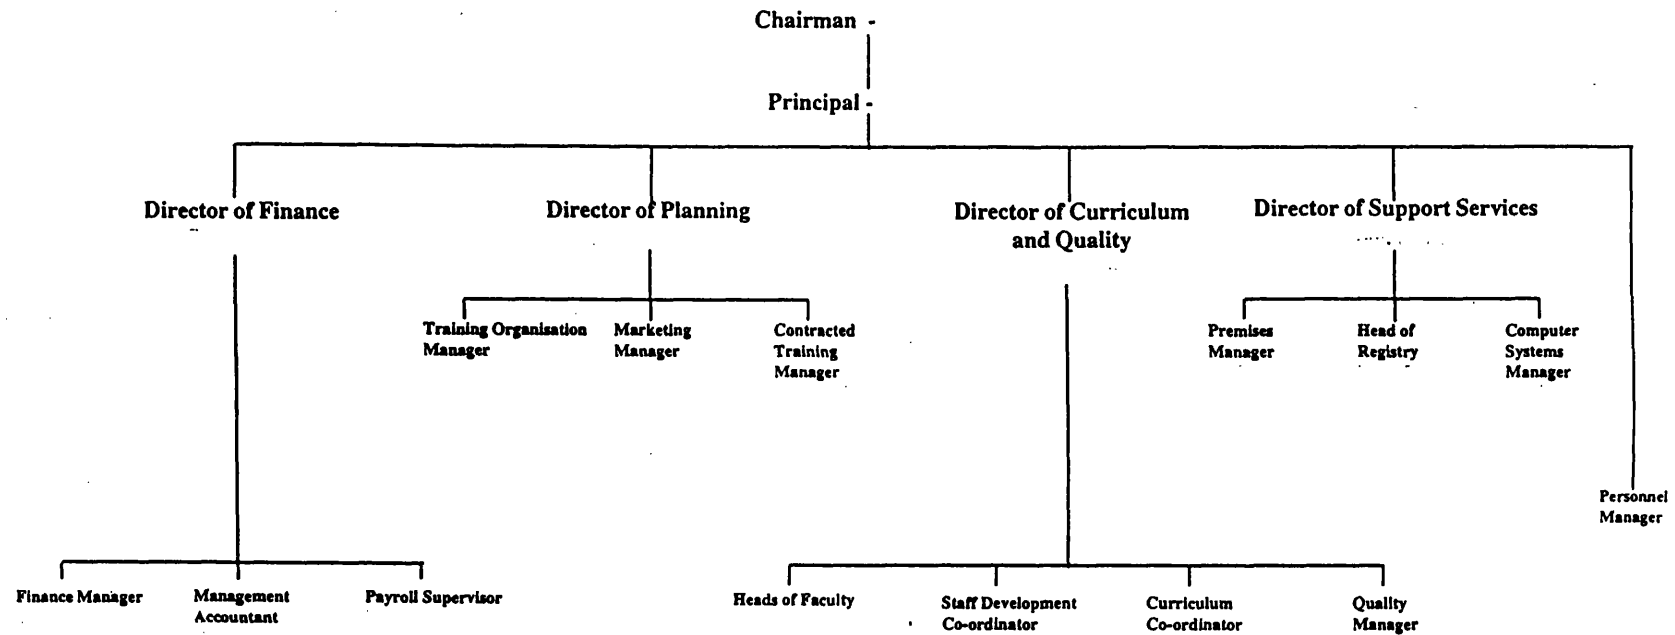 Chairman -
Principal -
Director of Finance
Director of Planning
Director of Curriculum
and Quality
Director of Support Services
Training Organisation
Manager
Marketing
Manager
Contracted
Training
Manager
Premises
Manager
Head of
Registry
Computer
Systems
Manager
Personnel
Manager
Finance Manager
Management
Accountant
Payroll Supervisor
Heads of Faculty
Staff Development
Co-ordinator
Curriculum
Co-ordinator
Quality
Manager